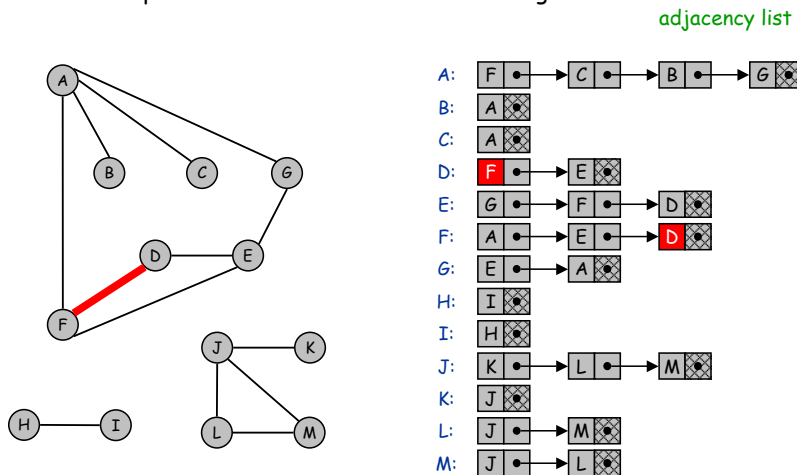 adjacency list
A
B
C
G
D
E
F
J
K
H
I
L
M
A: F C B G
B: A
C: A
D: F E
E: G F D
F: A E D
G: E A
H: I
I: H
J: K L M
K: J
L: J M
M: J L